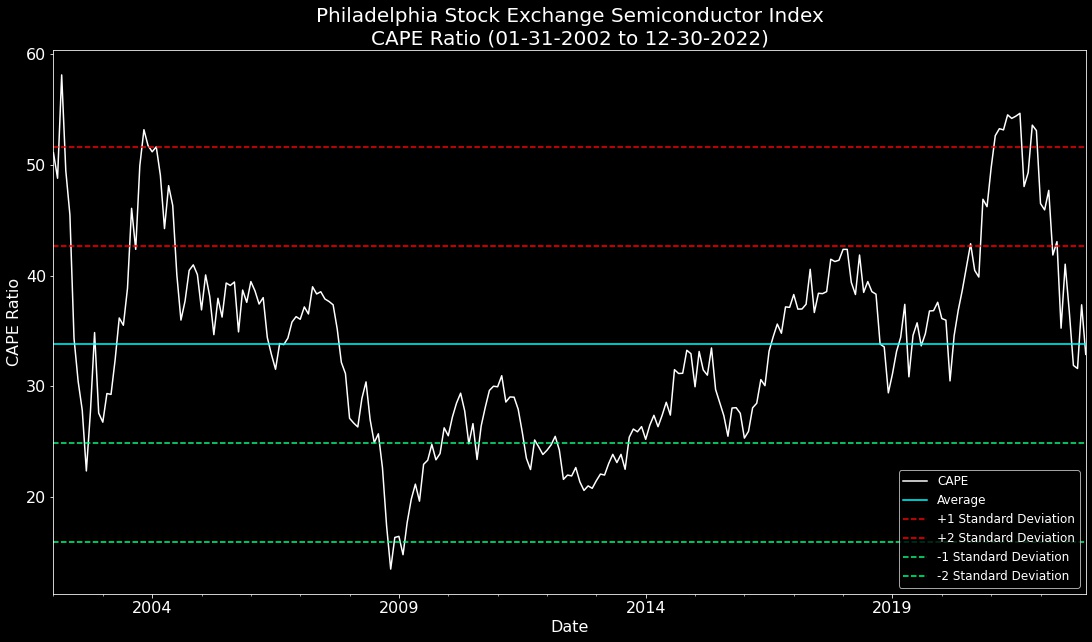 Philadelphia Stock Exchange Semiconductor Index
CAPE Ratio (01-31-2002 to 12-30-2022)
60
50
40
30
20
CAPE Ratio
2004
2009
2014
2019
Date
CAPE
Average
+1 Standard Deviation
+2 Standard Deviation
-1 Standard Deviation
-2 Standard Deviation